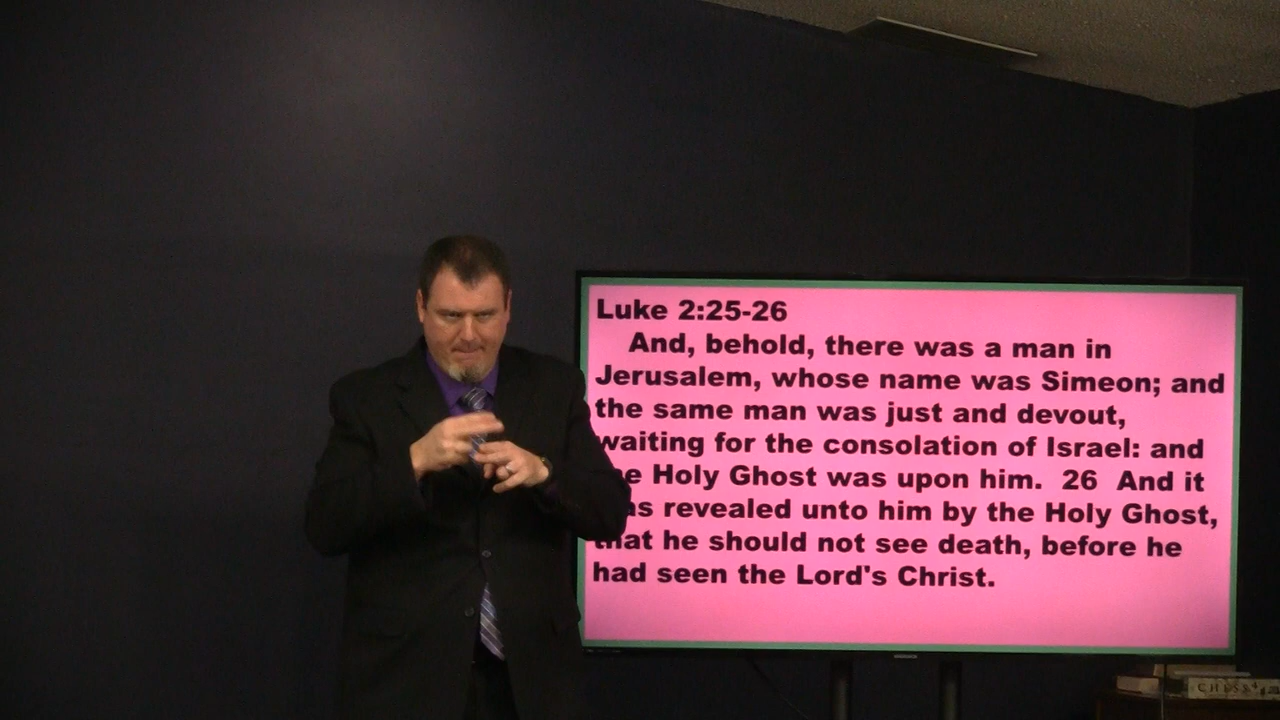 Luke 2:25-26
And, behold, there was a man in
Jerusalem, whose name was Simeon; and
the same man was just and devout,
waiting for the consolation of Israel: and
he Holy Ghost was upon him. 26 And it
as revealed unto him by the Holy Ghost,
that he should not see death, before he
had seen the Lord's Christ.
CHESS4